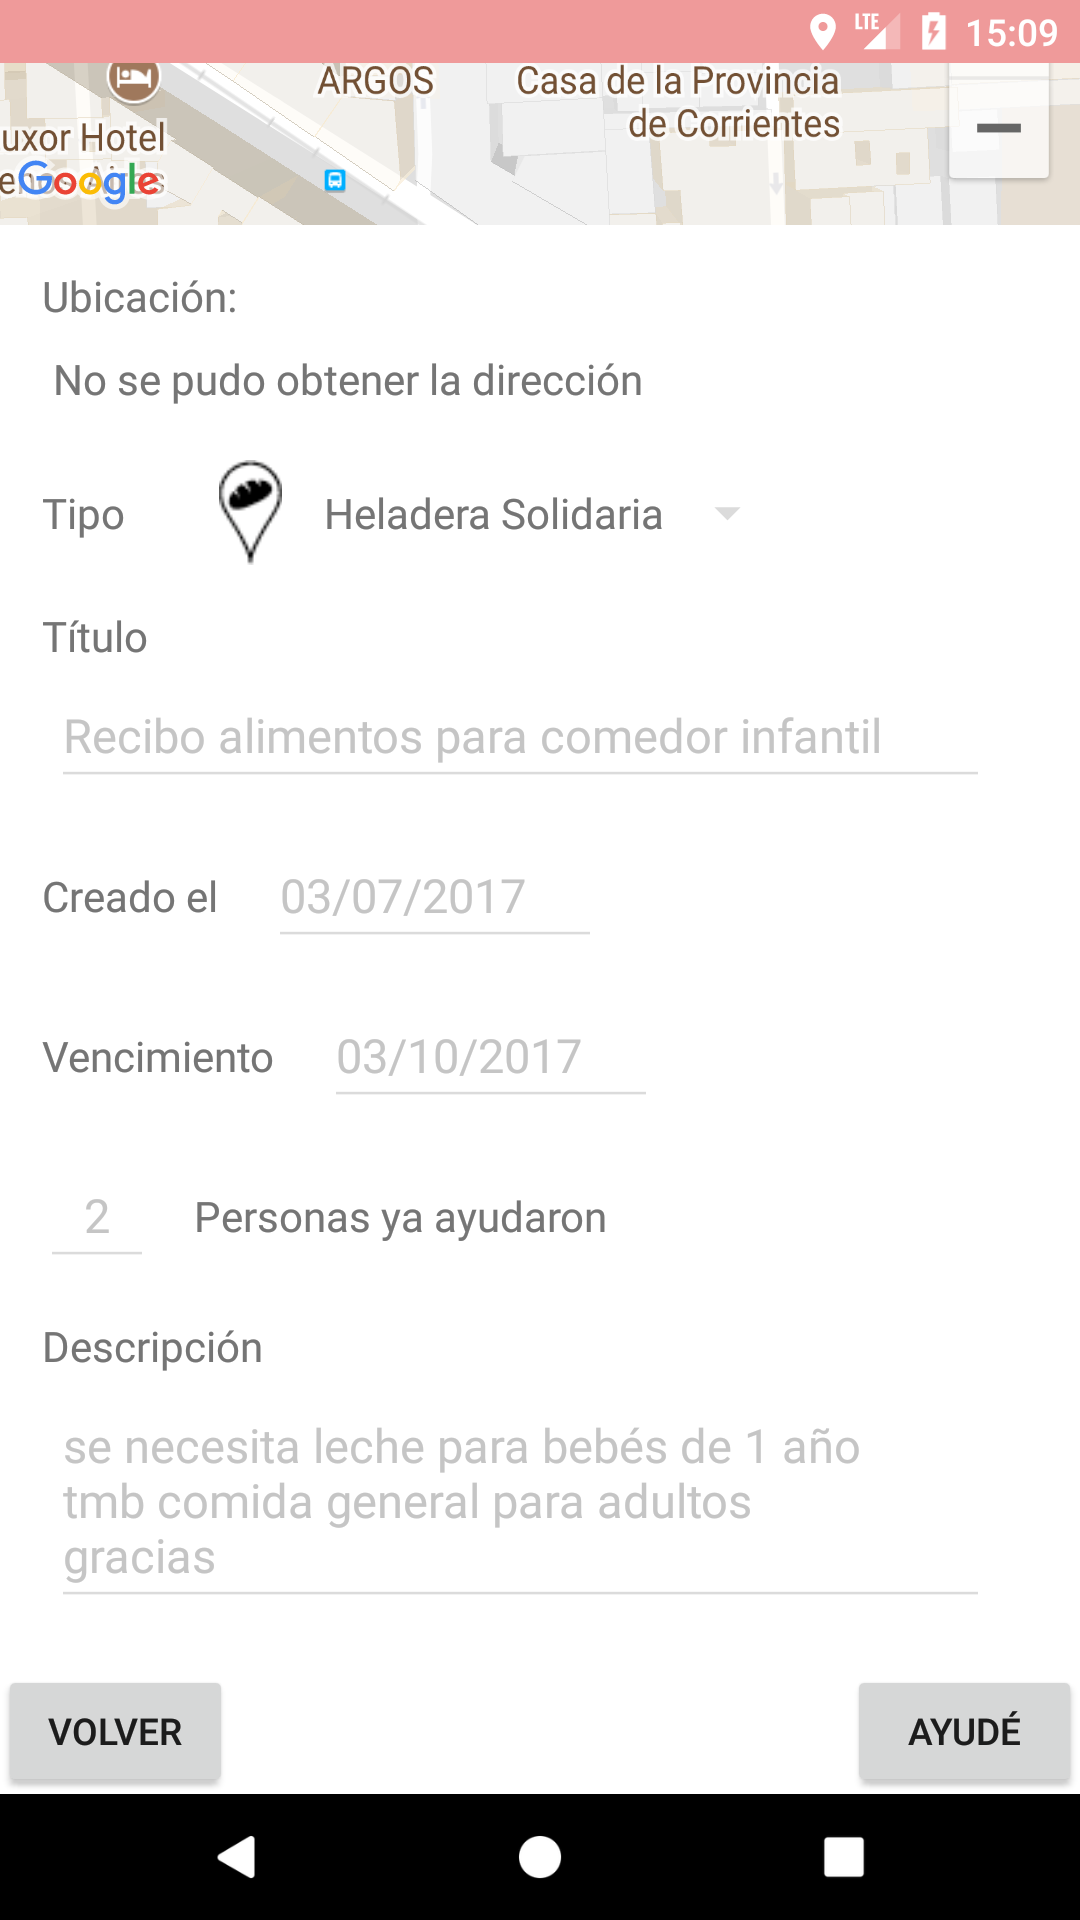 LTE 15:09
ARGOS
Casa de la Provincia
de Corrientes
uxor Hotel
Google
Ubicación:
No se pudo obtener la dirección
Tipo Heladera Solidaria
Título
Recibo alimentos para comedor infantil
Creado el 03/07/2017
Vencimiento 03/10/2017
2 Personas ya ayudaron
Descripción
se necesita leche para bebés de 1 año
tmb comida general para adultos
gracias
VOLVER AYUDÉ